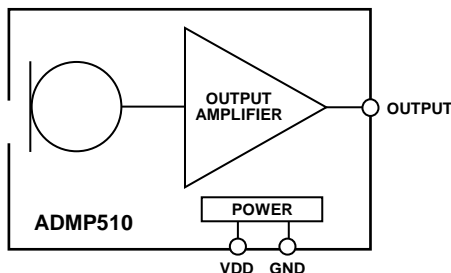 OUTPUT
AMPLIFIER
OUTPUT
POWER
ADMP510
VDD GND